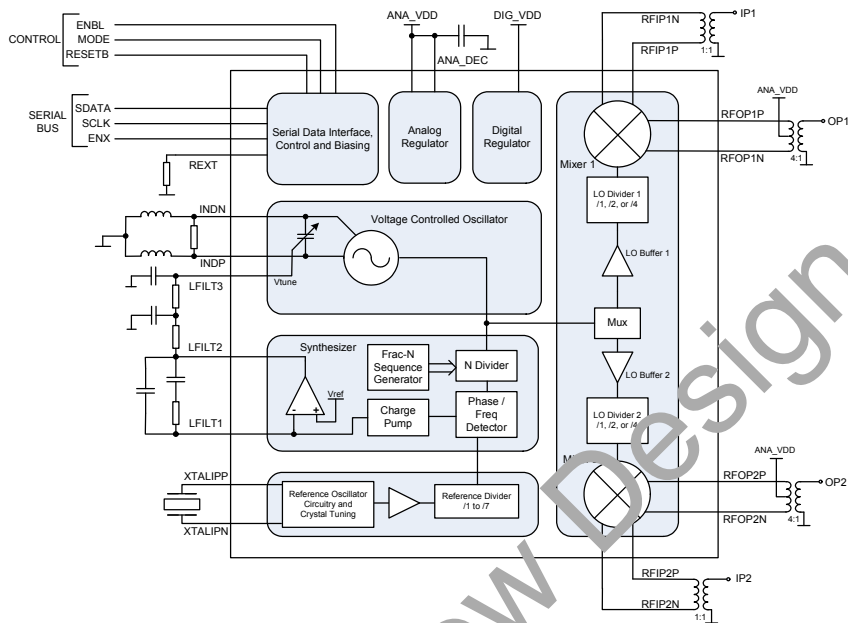 ENBL
MODE
RESETB
CONTROL
SDATA
SCLK
ENX
SERIAL
BUS
REXT
ANA_VDD
ANA_DEC
DIG_VDD
RFIP1N
RFIP1P
IP1
1:1
ANA_VDD
RFOP1P
RFOP1N
OP1
4:1
Serial Data Interface,
Control and Biasing
Analog
Regulator
Digital
Regulator
Mixer 1
LO Divider 1
/1, /2, or /4
LO Buffer 1
Mux
LO Buffer 2
LO Divider 2
/1, /2, or /4
INDN
INDP
Voltage Controlled Oscillator
Vtune
LFILT3
LFILT2
LFILT1
Synthesizer
Frac-N
Sequence
Generator
N Divider
Vref
-
+
Charge
Pump
Phase /
Freq
Detector
XTALIPP
XTALIPN
Reference Oscillator
Circuitry and
Crystal Tuning
Reference Divider
/1 to /7
ANA_VDD
RFOP2P
RFOP2N
OP2
4:1
RFIP2P
RFIP2N
IP2
1:1
Design